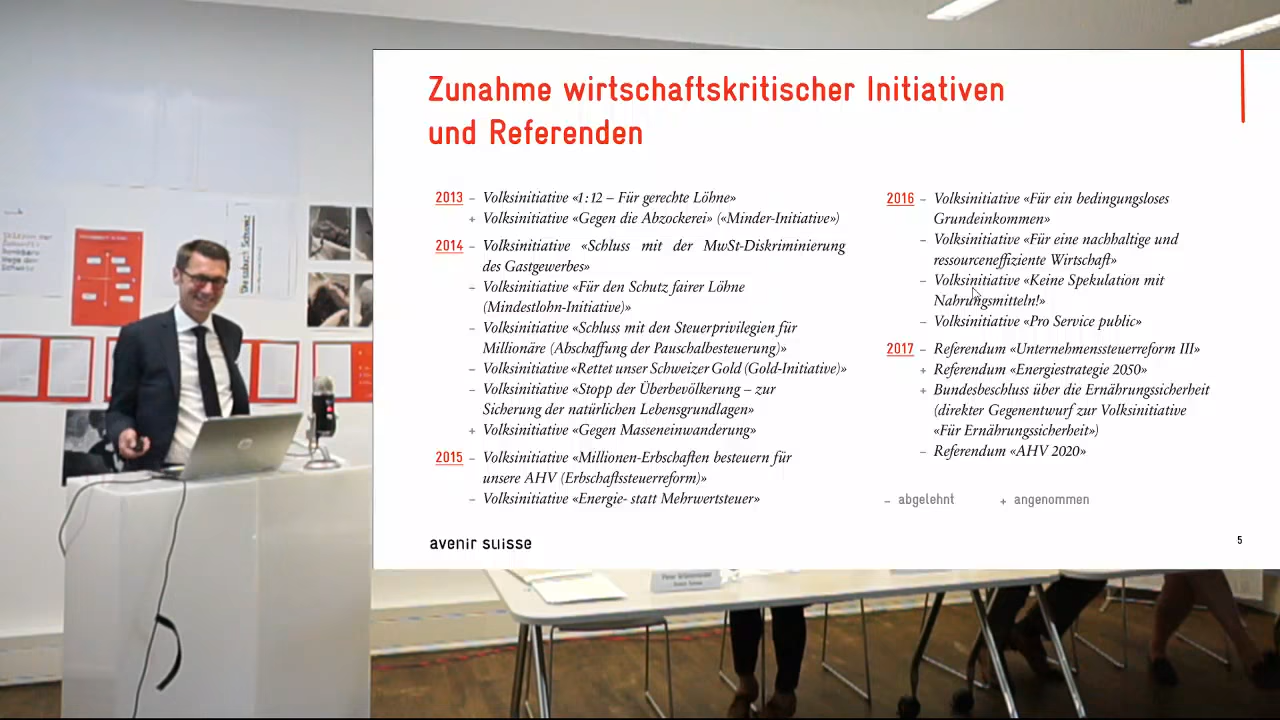 Zunahme wirtschaftskritischer Initiativen
und Referenden
2013 – Volksinitiative «1:12 – Für gerechte Löhne»
+ Volksinitiative «Gegen die Abzockerei» («Minder-Initiative»)
2014 – Volksinitiative «Schluss mit der MwSt-Diskriminierung
des Gastgewerbes»
– Volksinitiative «Für den Schutz fairer Löhne
(Mindestlohn-Initiative)»
– Volksinitiative «Schluss mit den Steuerprivilegien für
Millionäre (Abschaffung der Pauschalbesteuerung)»
– Volksinitiative «Rettet unser Schweizer Gold (Gold-Initiative)»
– Volksinitiative «Stopp der Überbevölkerung – zur
Sicherung der natürlichen Lebensgrundlagen»
+ Volksinitiative «Gegen Masseneinwanderung»
2015 – Volksinitiative «Millionen-Erbschaften besteuern für
unsere AHV (Erbschaftssteuerreform)»
– Volksinitiative «Energie- statt Mehrwertsteuer»
2016 – Volksinitiative «Für ein bedingungsloses
Grundeinkommen»
– Volksinitiative «Für eine nachhaltige und
ressourceneffiziente Wirtschaft»
– Volksinitiative «Keine Spekulation mit
Nahrungsmitteln!»
– Volksinitiative «Pro Service public»
2017 – Referendum «Unternehmenssteuerreform III»
+ Referendum «Energiestrategie 2050»
+ Bundesbeschluss über die Ernährungssicherheit
(direkter Gegenentwurf zur Volksinitiative
«Für Ernährungssicherheit»)
– Referendum «AHV 2020»
– abgelehnt + angenommen
avenir suisse
5